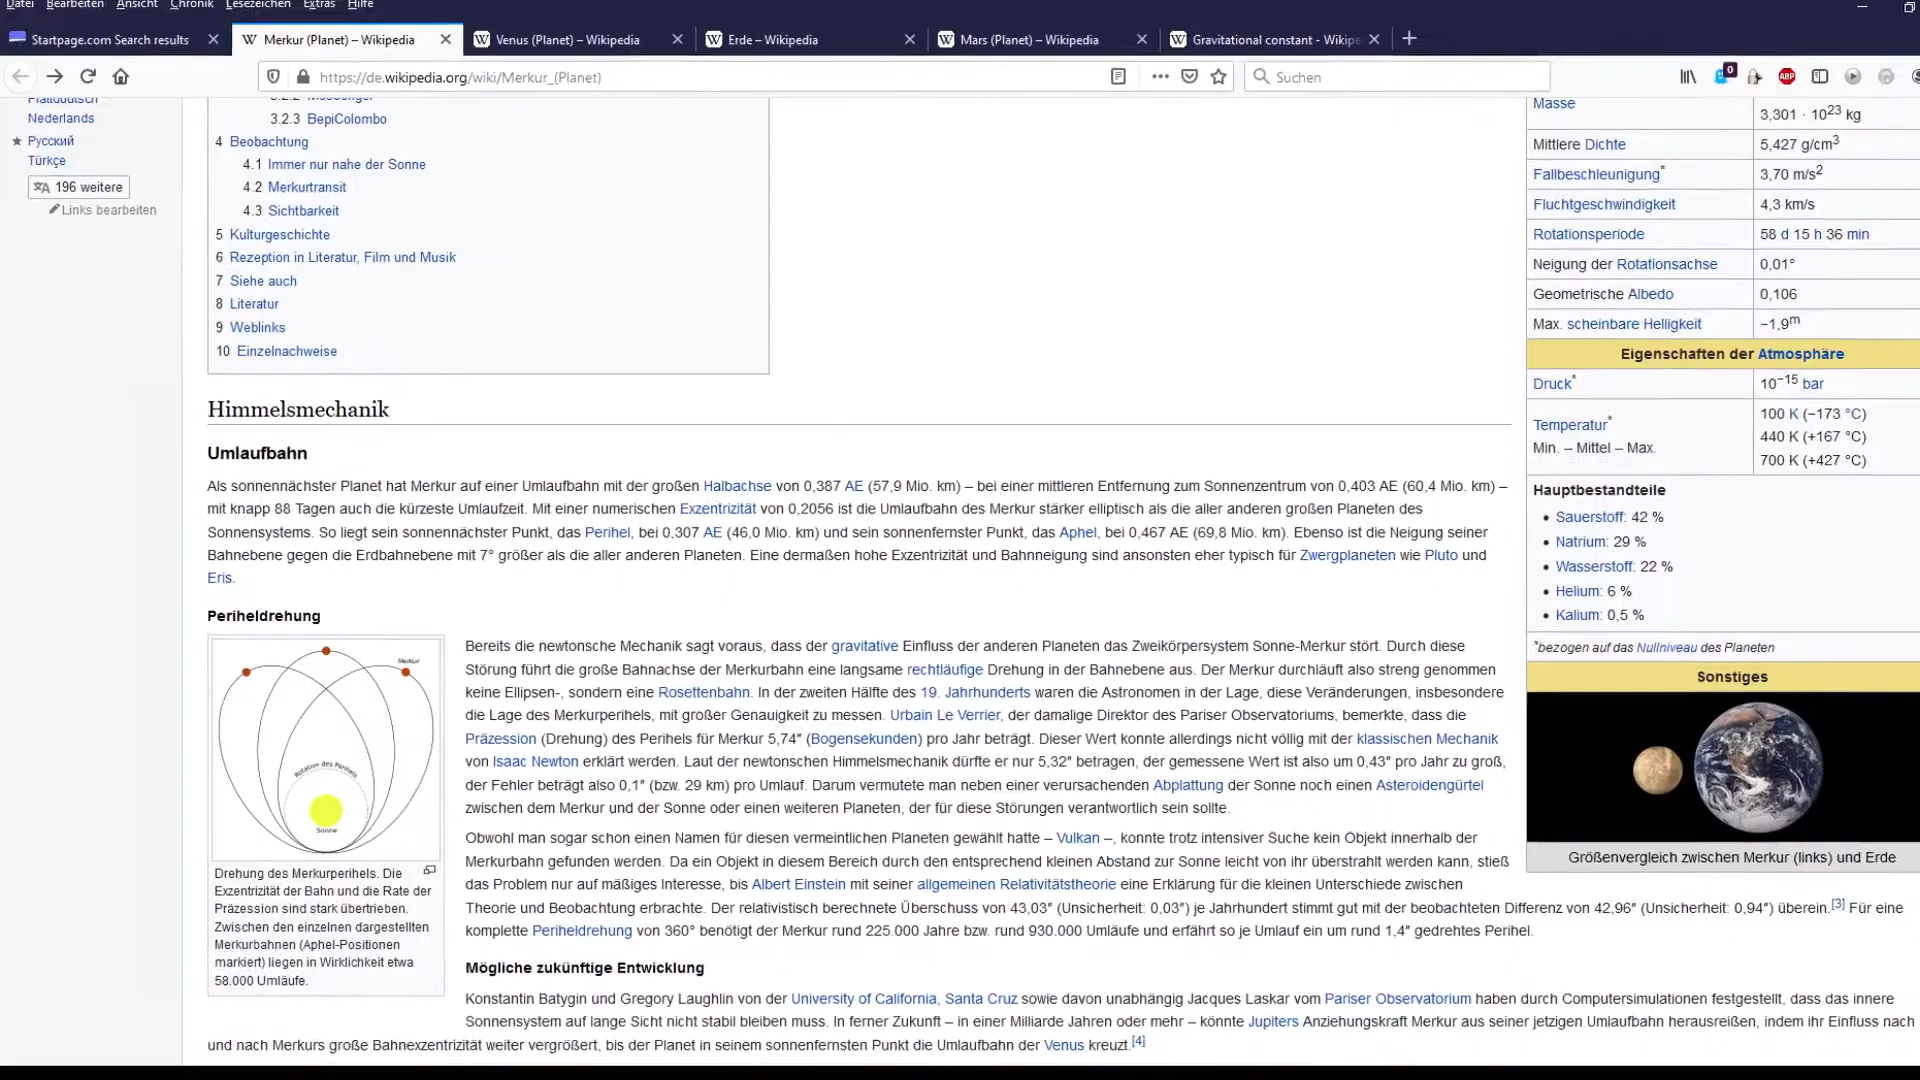 Datei Bearbeiten Ansicht Chronik Lesezeichen Extras Hilfe
Startpage.com Search results
Merkur (Planet) – Wikipedia
Venus (Planet) – Wikipedia
Erde – Wikipedia
Mars (Planet) – Wikipedia
Gravitational constant - Wikipe
https://de.wikipedia.org/wiki/Merkur_(Planet)
Suchen
0
ABP
Plattdüütsch
Nederlands
Русский
Türkçe
196 weitere
Links bearbeiten
3.2.2 Messenger
3.2.3 BepiColombo
4 Beobachtung
4.1 Immer nur nahe der Sonne
4.2 Merkurtransit
4.3 Sichtbarkeit
5 Kulturgeschichte
6 Rezeption in Literatur, Film und Musik
7 Siehe auch
8 Literatur
9 Weblinks
10 Einzelnachweise
Himmelsmechanik
Umlaufbahn
Als sonnennächster Planet hat Merkur auf einer Umlaufbahn mit der großen Halbachse von 0,387 AE (57,9 Mio. km) – bei einer mittleren Entfernung zum Sonnenzentrum von 0,403 AE (60,4 Mio. km) –
mit knapp 88 Tagen auch die kürzeste Umlaufzeit. Mit einer numerischen Exzentrizität von 0,2056 ist die Umlaufbahn des Merkur stärker elliptisch als die aller anderen großen Planeten des
Sonnensystems. So liegt sein sonnennächster Punkt, das Perihel, bei 0,307 AE (46,0 Mio. km) und sein sonnenfernster Punkt, das Aphel, bei 0,467 AE (69,8 Mio. km). Ebenso ist die Neigung seiner
Bahnebene gegen die Erdbahnebene mit 7° größer als die aller anderen Planeten. Eine dermaßen hohe Exzentrizität und Bahnneigung sind ansonsten eher typisch für Zwergplaneten wie Pluto und
Eris.
Periheldrehung
Merkur
Rotation des Perihels
Sonne
Drehung des Merkurperihels. Die
Exzentrizität der Bahn und die Rate der
Präzession sind stark übertrieben.
Zwischen den einzelnen dargestellten
Merkurbahnen (Aphel-Positionen
markiert) liegen in Wirklichkeit etwa
58.000 Umläufe.
Bereits die newtonsche Mechanik sagt voraus, dass der gravitative Einfluss der anderen Planeten das Zweikörpersystem Sonne-Merkur stört. Durch diese
Störung führt die große Bahnachse der Merkurbahn eine langsame rechtläufige Drehung in der Bahnebene aus. Der Merkur durchläuft also streng genommen
keine Ellipsen-, sondern eine Rosettenbahn. In der zweiten Hälfte des 19. Jahrhunderts waren die Astronomen in der Lage, diese Veränderungen, insbesondere
die Lage des Merkurperihels, mit großer Genauigkeit zu messen. Urbain Le Verrier, der damalige Direktor des Pariser Observatoriums, bemerkte, dass die
Präzession (Drehung) des Perihels für Merkur 5,74″ (Bogensekunden) pro Jahr beträgt. Dieser Wert konnte allerdings nicht völlig mit der klassischen Mechanik
von Isaac Newton erklärt werden. Laut der newtonschen Himmelsmechanik dürfte er nur 5,32″ betragen, der gemessene Wert ist also um 0,43″ pro Jahr zu groß,
der Fehler beträgt also 0,1″ (bzw. 29 km) pro Umlauf. Darum vermutete man neben einer verursachenden Abplattung der Sonne noch einen Asteroidengürtel
zwischen dem Merkur und der Sonne oder einen weiteren Planeten, der für diese Störungen verantwortlich sein sollte.
Obwohl man sogar schon einen Namen für diesen vermeintlichen Planeten gewählt hatte – Vulkan –, konnte trotz intensiver Suche kein Objekt innerhalb der
Merkurbahn gefunden werden. Da ein Objekt in diesem Bereich durch den entsprechend kleinen Abstand zur Sonne leicht von ihr überstrahlt werden kann, stieß
das Problem nur auf mäßiges Interesse, bis Albert Einstein mit seiner allgemeinen Relativitätstheorie eine Erklärung für die kleinen Unterschiede zwischen
Theorie und Beobachtung erbrachte. Der relativistisch berechnete Überschuss von 43,03″ (Unsicherheit: 0,03″) je Jahrhundert stimmt gut mit der beobachteten Differenz von 42,96″ (Unsicherheit: 0,94″) überein.[3] Für eine
komplette Periheldrehung von 360° benötigt der Merkur rund 225.000 Jahre bzw. rund 930.000 Umläufe und erfährt so je Umlauf ein um rund 1,4″ gedrehtes Perihel.
Mögliche zukünftige Entwicklung
Konstantin Batygin und Gregory Laughlin von der University of California, Santa Cruz sowie davon unabhängig Jacques Laskar vom Pariser Observatorium haben durch Computersimulationen festgestellt, dass das innere
Sonnensystem auf lange Sicht nicht stabil bleiben muss. In ferner Zukunft – in einer Milliarde Jahren oder mehr – könnte Jupiters Anziehungskraft Merkur aus seiner jetzigen Umlaufbahn herausreißen, indem ihr Einfluss nach
und nach Merkurs große Bahnexzentrizität weiter vergrößert, bis der Planet in seinem sonnenfernsten Punkt die Umlaufbahn der Venus kreuzt.[4]
Masse 3,301 · 10²³ kg
Mittlere Dichte 5,427 g/cm³
Fallbeschleunigung* 3,70 m/s²
Fluchtgeschwindigkeit 4,3 km/s
Rotationsperiode 58 d 15 h 36 min
Neigung der Rotationsachse 0,01°
Geometrische Albedo 0,106
Max. scheinbare Helligkeit −1,9ᵐ
Eigenschaften der Atmosphäre
Druck* 10⁻¹⁵ bar
Temperatur*
Min. – Mittel – Max.
100 K (−173 °C)
440 K (+167 °C)
700 K (+427 °C)
Hauptbestandteile
Sauerstoff: 42 %
Natrium: 29 %
Wasserstoff: 22 %
Helium: 6 %
Kalium: 0,5 %
*bezogen auf das Nullniveau des Planeten
Sonstiges
Größenvergleich zwischen Merkur (links) und Erde